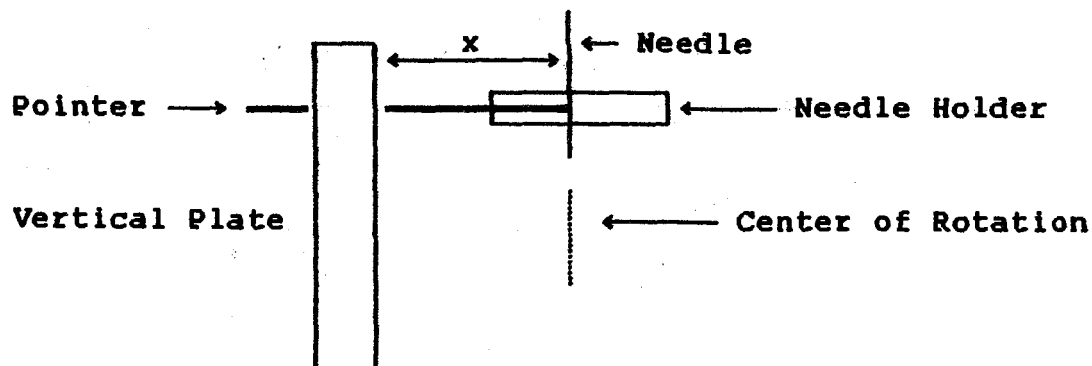 x
Needle
Pointer
Needle Holder
Vertical Plate
Center of Rotation